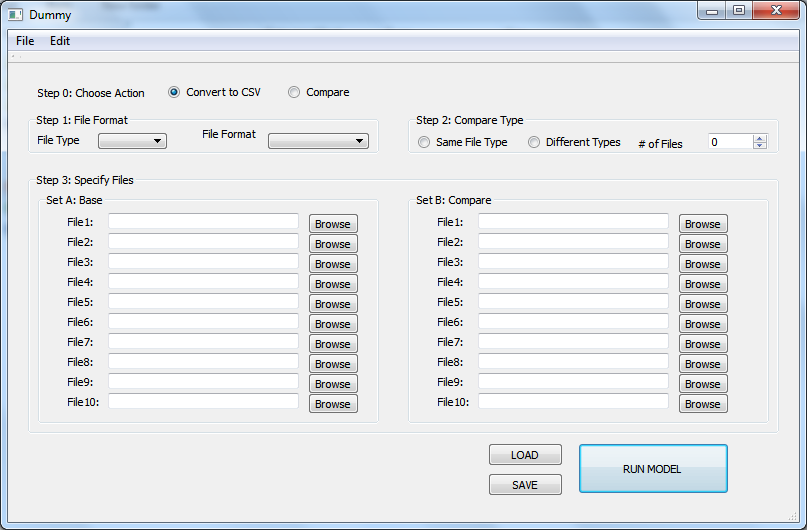 Dummy
File Edit
Step 0: Choose Action Convert to CSV Compare
Step 1: File Format
File Type File Format
Step 2: Compare Type
Same File Type Different Types # of Files 0
Step 3: Specify Files
Set A: Base
File1: Browse
File2: Browse
File3: Browse
File4: Browse
File5: Browse
File6: Browse
File7: Browse
File8: Browse
File9: Browse
File10: Browse
Set B: Compare
File1: Browse
File2: Browse
File3: Browse
File4: Browse
File5: Browse
File6: Browse
File7: Browse
File8: Browse
File9: Browse
File10: Browse
LOAD
SAVE
RUN MODEL